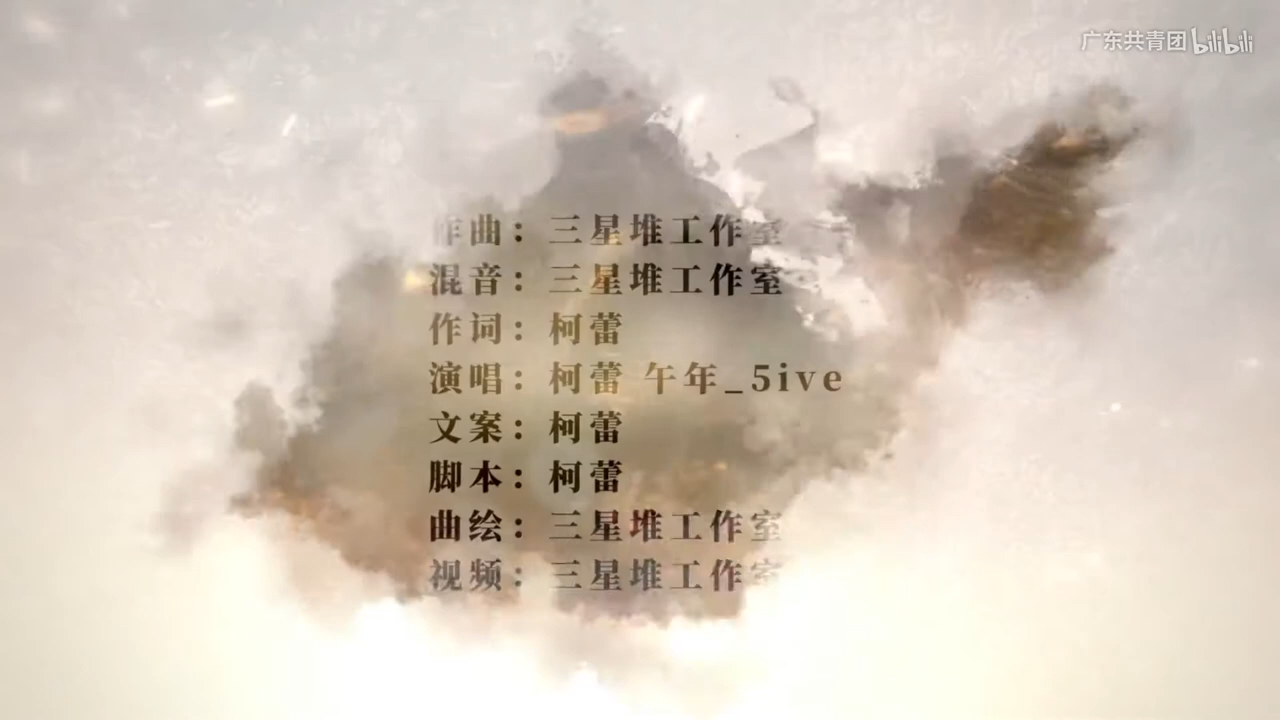 广东共青团 bilibili
作曲：三星堆工作室
混音：三星堆工作室
作词：柯蕾
演唱：柯蕾 午年_5ive
文案：柯蕾
脚本：柯蕾
曲绘：三星堆工作室
视频：三星堆工作室